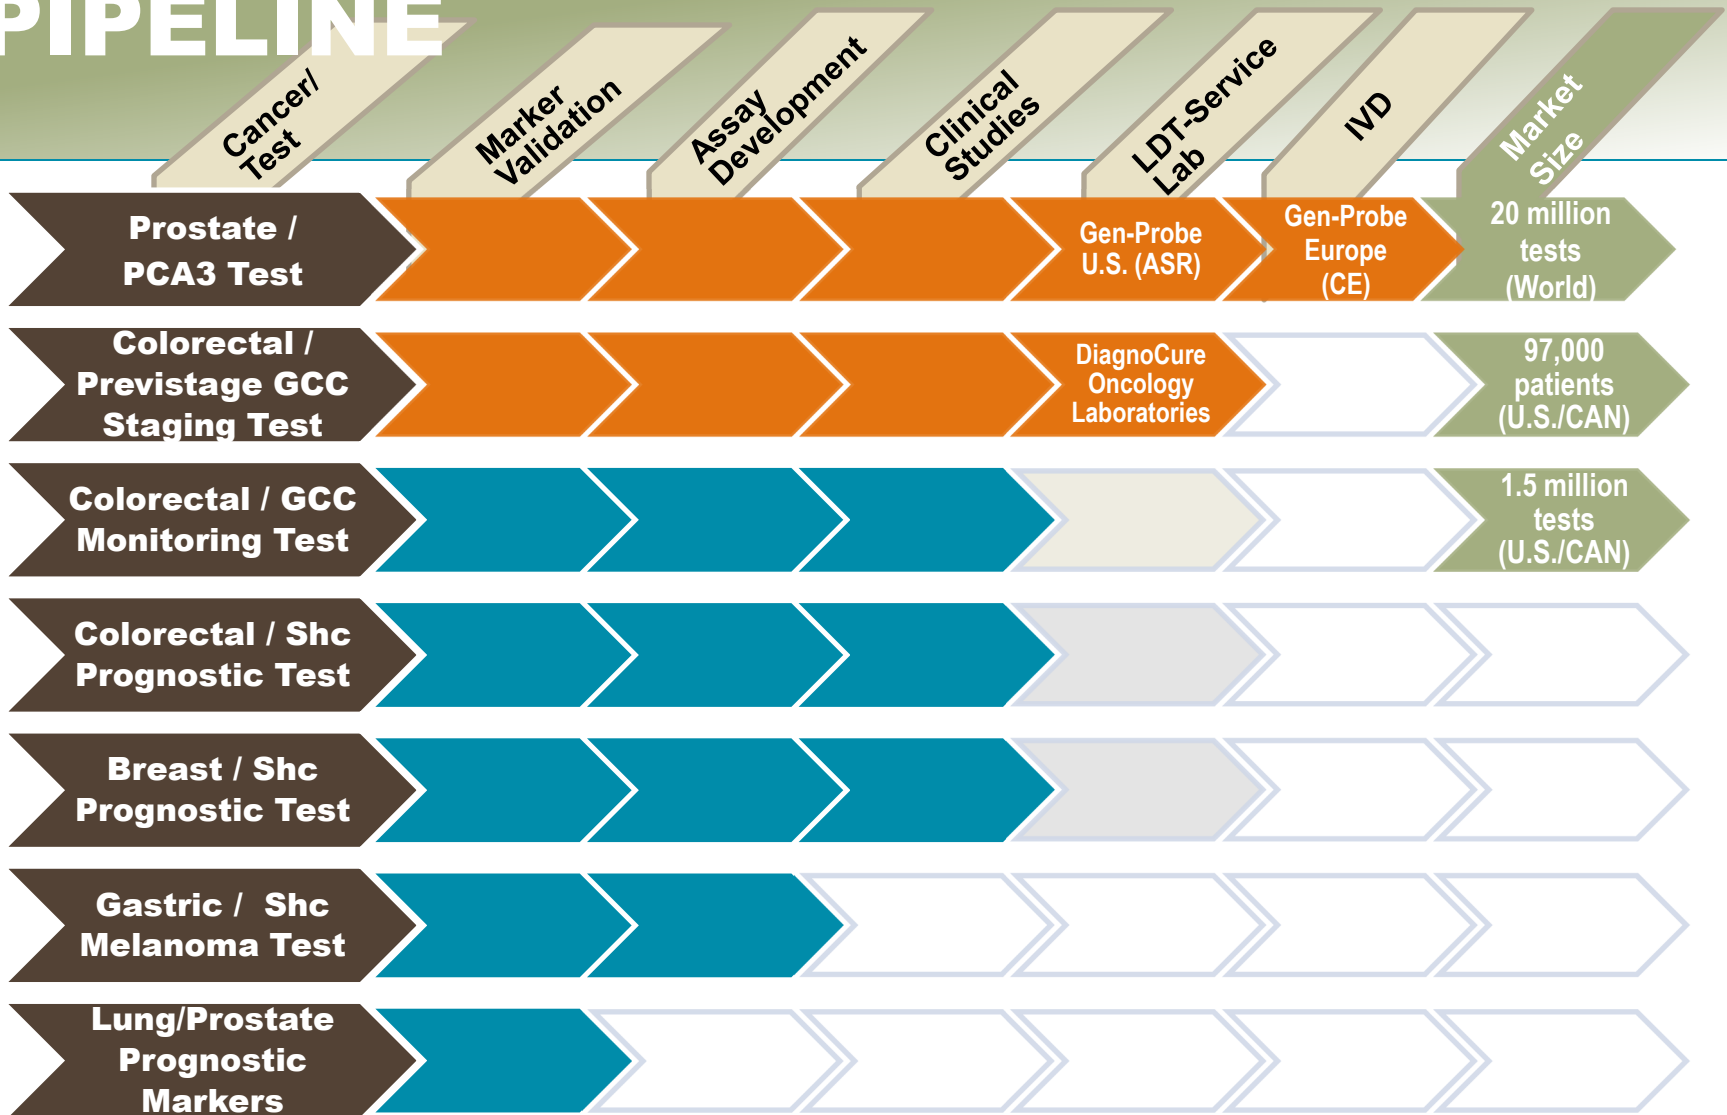 PIPELINE
Cancer/
Test
Marker
Validation
Assay
Development
Clinical
Studies
LDT-Service
Lab
IVD
Market
Size
Prostate /
PCA3 Test
Gen-Probe
U.S. (ASR)
Gen-Probe
Europe
(CE)
20 million
tests
(World)
Colorectal /
Previstage GCC
Staging Test
DiagnoCure
Oncology
Laboratories
97,000
patients
(U.S./CAN)
Colorectal / GCC
Monitoring Test
1.5 million
tests
(U.S./CAN)
Colorectal / Shc
Prognostic Test
Breast / Shc
Prognostic Test
Gastric / Shc
Melanoma Test
Lung/Prostate
Prognostic
Markers